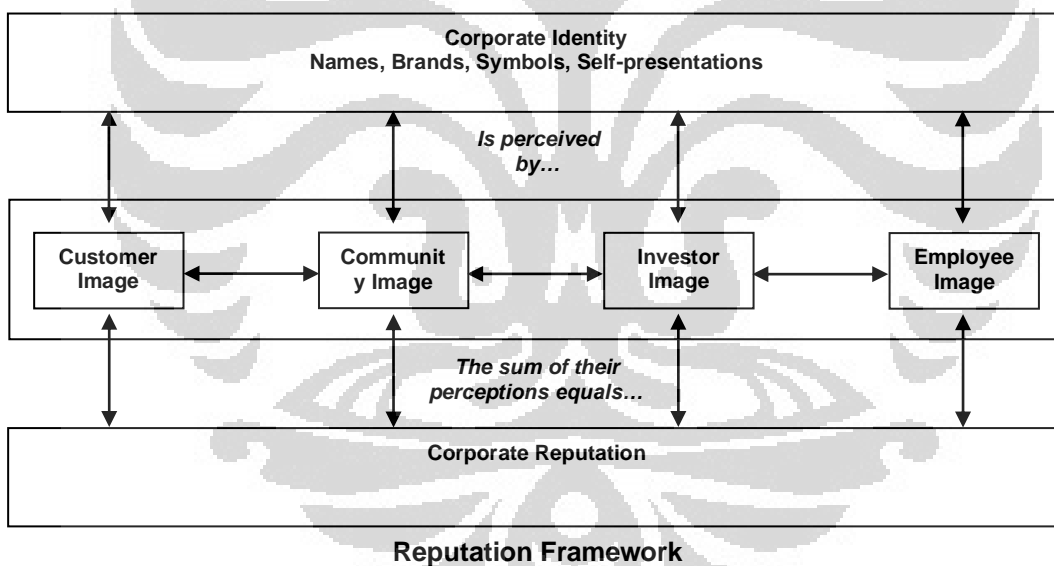 Corporate Identity
Names, Brands, Symbols, Self-presentations
Is perceived
by…
Customer
Image
Communit
y Image
Investor
Image
Employee
Image
The sum of their
perceptions equals…
Corporate Reputation
Reputation Framework